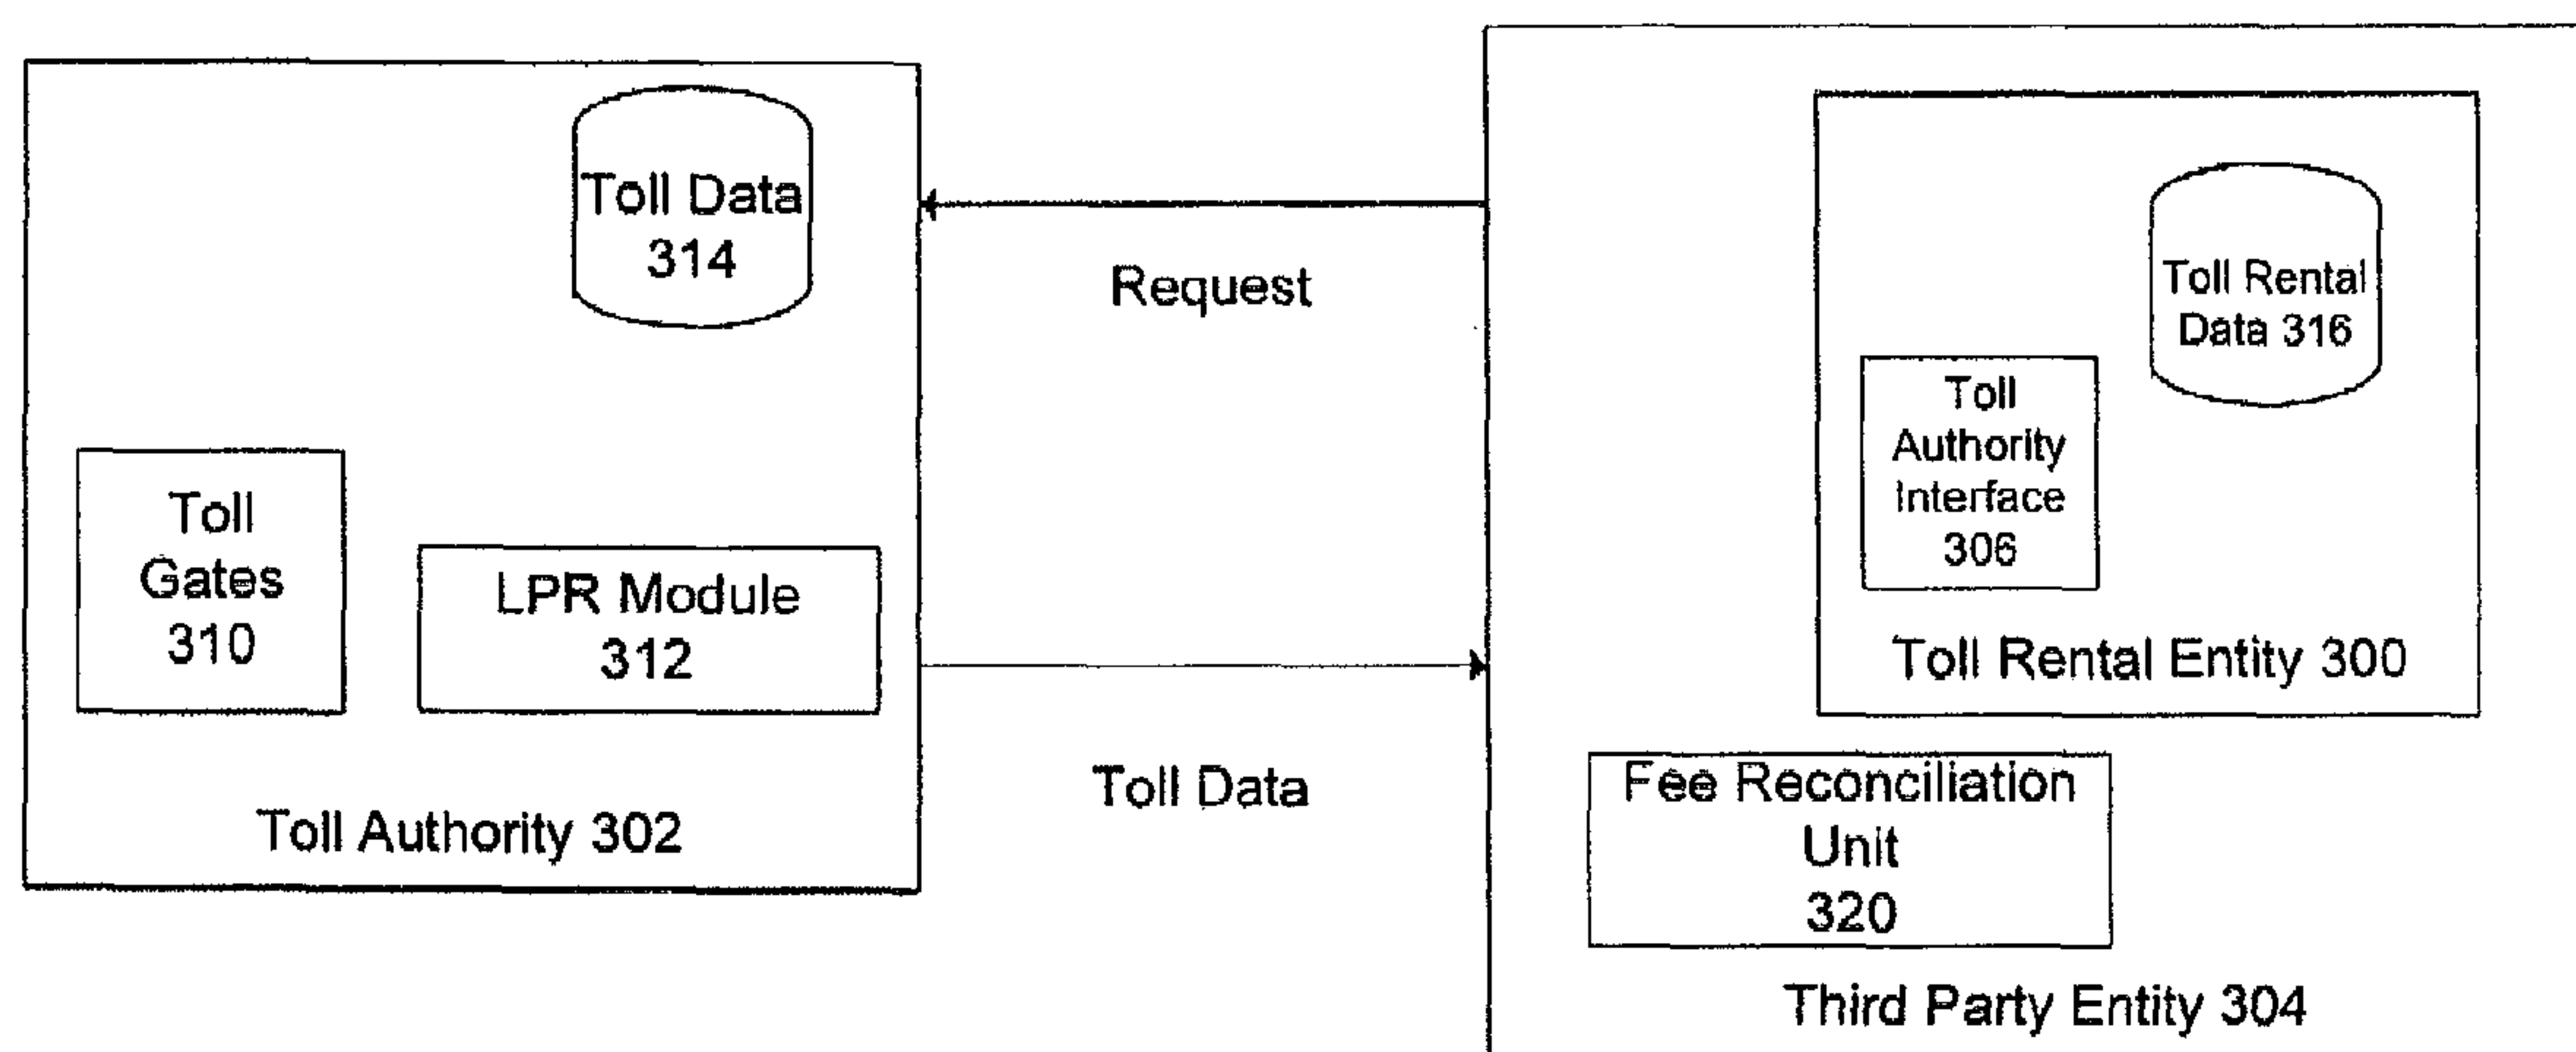 Toll Data
314
Toll
Gates
310
LPR Module
312
Toll Authority 302
Request
Toll Data
Toll Rental
Data 316
Toll
Authority
Interface
306
Toll Rental Entity 300
Fee Reconciliation
Unit
320
Third Party Entity 304